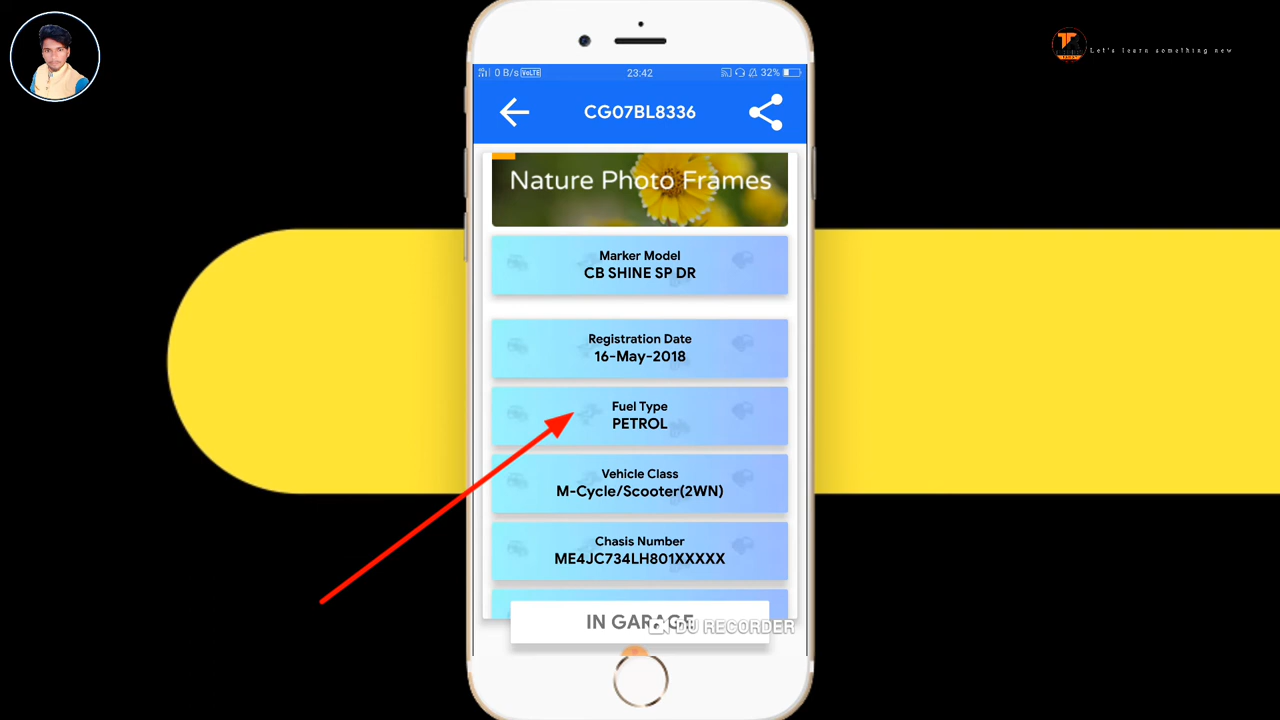 Let's learn something new
0 B/s VoLTE 23:42 32%
CG07BL8336
Nature Photo Frames
Marker Model
CB SHINE SP DR
Registration Date
16-May-2018
Fuel Type
PETROL
Vehicle Class
M-Cycle/Scooter(2WN)
Chasis Number
ME4JC734LH801XXXXX
IN GARAGE
DU RECORDER